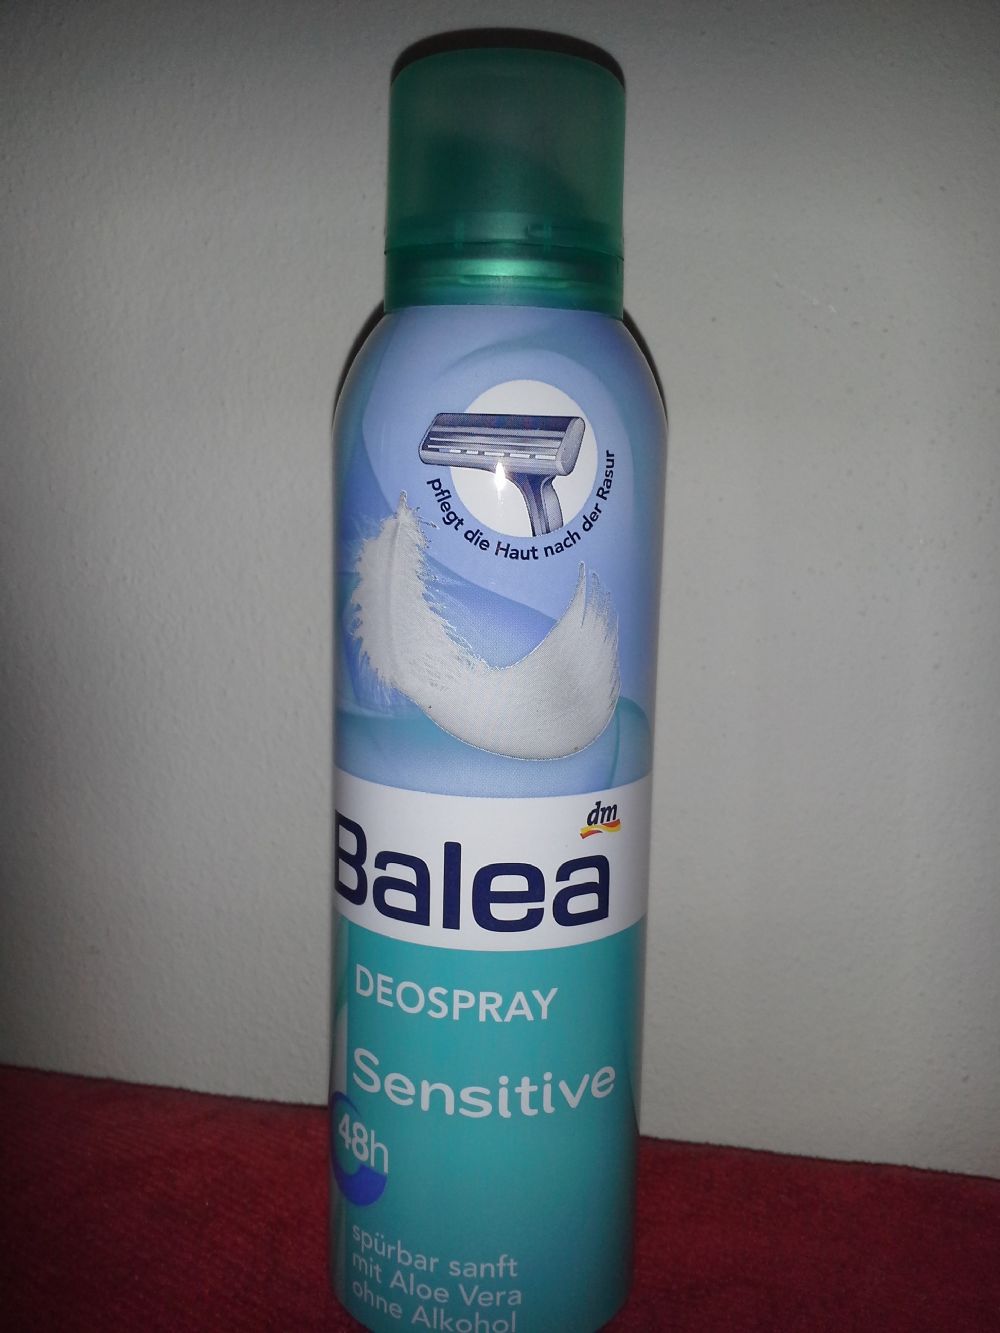 pflegt die Haut nach der Rasur
dm
Balea
DEOSPRAY
Sensitive
48h
spürbar sanft
mit Aloe Vera
ohne Alkohol